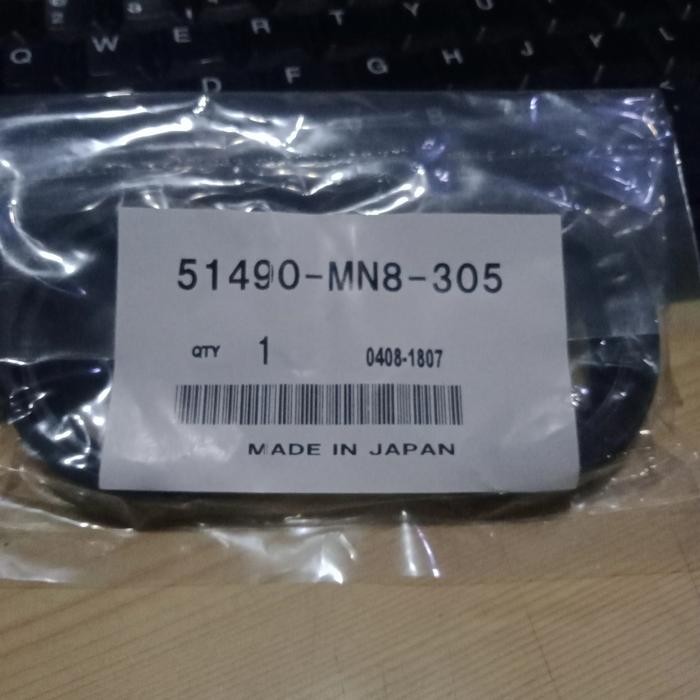 Q W E R T Y U
D F G H J
51490-MN8-305
QTY 1 0408-1807
MADE IN JAPAN